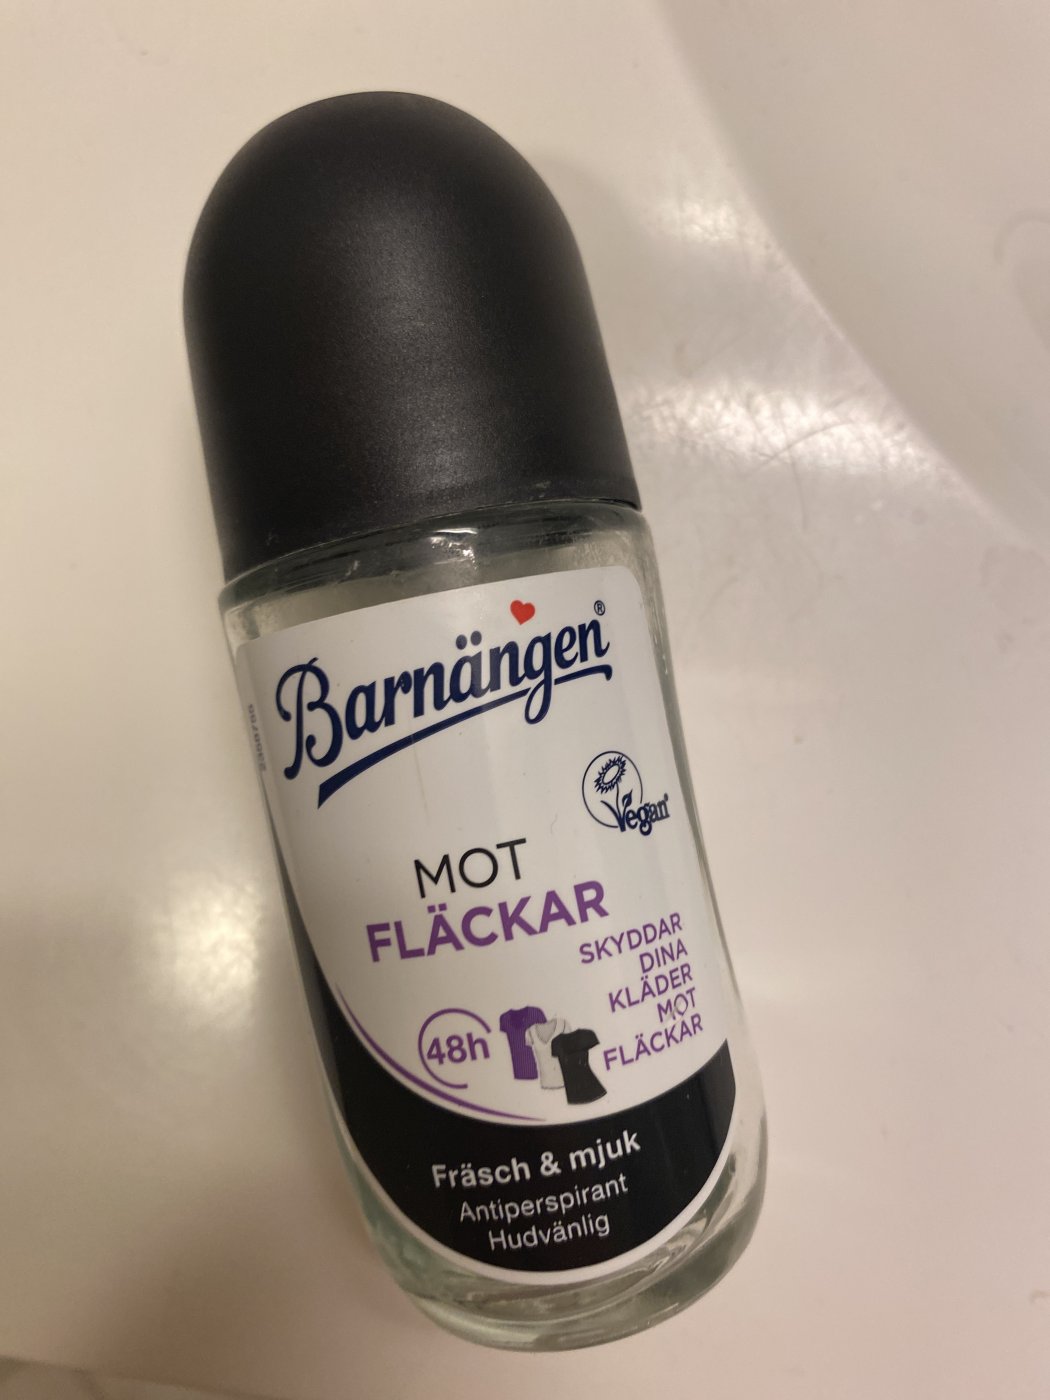 Barnängen®
Vegan
MOT
FLÄCKAR
SKYDDAR
DINA
KLÄDER
MOT
FLÄCKAR
48h
Fräsch & mjuk
Antiperspirant
Hudvänlig